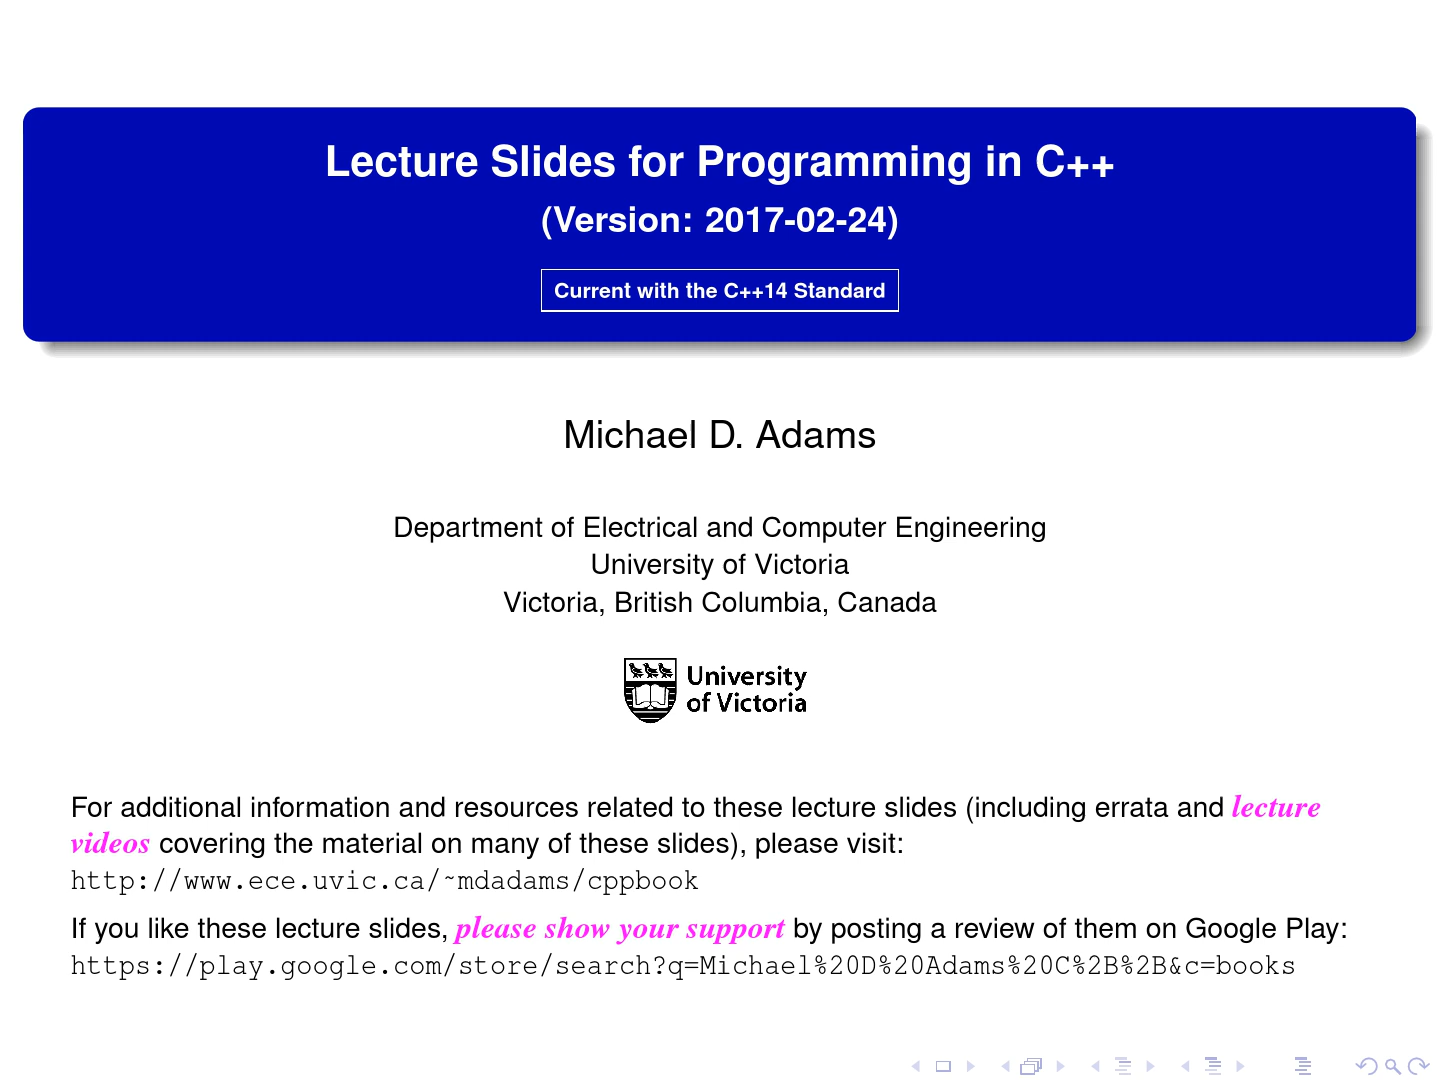 Lecture Slides for Programming in C++
(Version: 2017-02-24)
Current with the C++14 Standard
Michael D. Adams
Department of Electrical and Computer Engineering
University of Victoria
Victoria, British Columbia, Canada
University
of Victoria
For additional information and resources related to these lecture slides (including errata and lecture
videos covering the material on many of these slides), please visit:
http://www.ece.uvic.ca/~mdadams/cppbook
If you like these lecture slides, please show your support by posting a review of them on Google Play:
https://play.google.com/store/search?q=Michael%20D%20Adams%20C%2B%2B&c=books